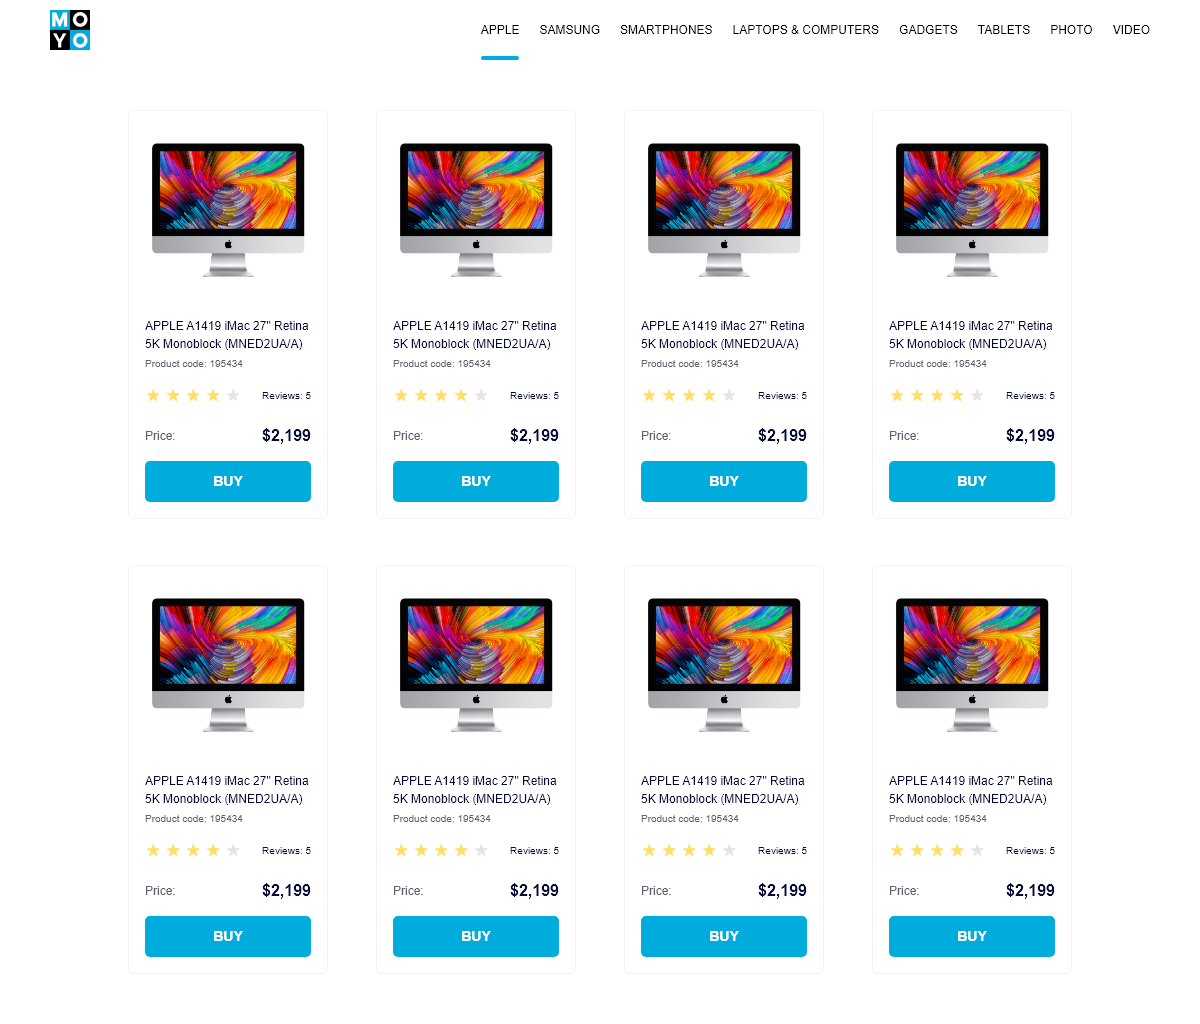 MO
YO
APPLE SAMSUNG SMARTPHONES LAPTOPS & COMPUTERS GADGETS TABLETS PHOTO VIDEO
APPLE A1419 iMac 27" Retina
5K Monoblock (MNED2UA/A)
Product code: 195434
Reviews: 5
Price: $2,199
BUY
APPLE A1419 iMac 27" Retina
5K Monoblock (MNED2UA/A)
Product code: 195434
Reviews: 5
Price: $2,199
BUY
APPLE A1419 iMac 27" Retina
5K Monoblock (MNED2UA/A)
Product code: 195434
Reviews: 5
Price: $2,199
BUY
APPLE A1419 iMac 27" Retina
5K Monoblock (MNED2UA/A)
Product code: 195434
Reviews: 5
Price: $2,199
BUY
APPLE A1419 iMac 27" Retina
5K Monoblock (MNED2UA/A)
Product code: 195434
Reviews: 5
Price: $2,199
BUY
APPLE A1419 iMac 27" Retina
5K Monoblock (MNED2UA/A)
Product code: 195434
Reviews: 5
Price: $2,199
BUY
APPLE A1419 iMac 27" Retina
5K Monoblock (MNED2UA/A)
Product code: 195434
Reviews: 5
Price: $2,199
BUY
APPLE A1419 iMac 27" Retina
5K Monoblock (MNED2UA/A)
Product code: 195434
Reviews: 5
Price: $2,199
BUY